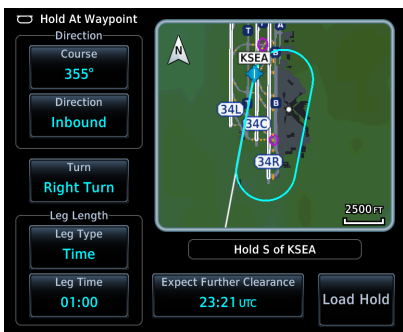 Hold At Waypoint
Direction
Course
355°
Direction
Inbound
Turn
Right Turn
Leg Length
Leg Type
Time
Leg Time
01:00
N
T
A
B
KSEA
B
34L
T
B
34C
34R
2500 FT
Hold S of KSEA
Expect Further Clearance
23:21 UTC
Load Hold